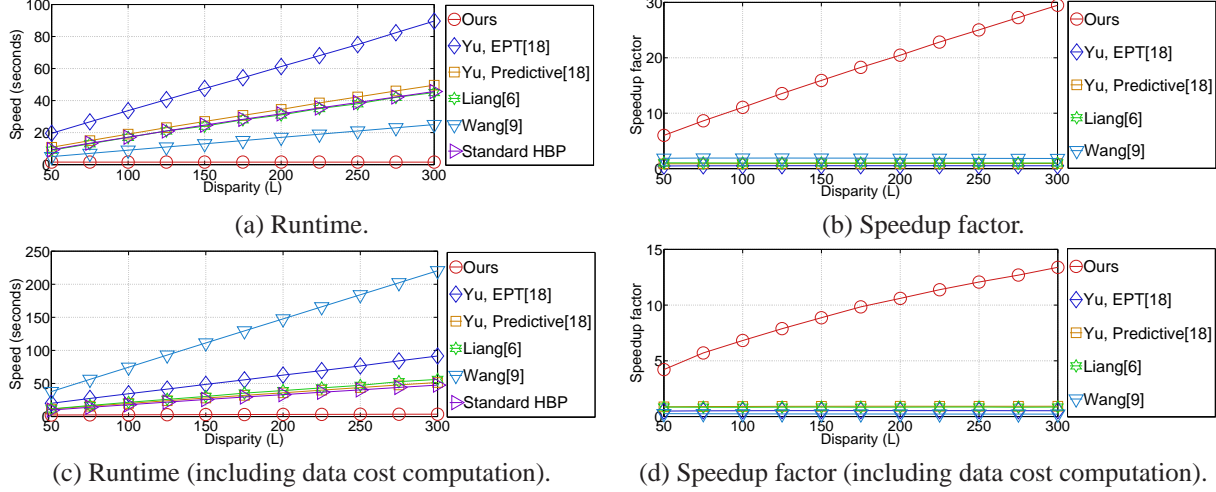 100
80
60
40
20
0
50
100
150
200
250
300
Speed (seconds)
Disparity (L)
Ours
Yu, EPT[18]
Yu, Predictive[18]
Liang[6]
Wang[9]
Standard HBP
(a) Runtime.
30
20
10
0
50
100
150
200
250
300
Speedup factor
Disparity (L)
Ours
Yu, EPT[18]
Yu, Predictive[18]
Liang[6]
Wang[9]
(b) Speedup factor.
250
200
150
100
50
0
50
100
150
200
250
300
Speed (seconds)
Disparity (L)
Ours
Yu, EPT[18]
Yu, Predictive[18]
Liang[6]
Wang[9]
Standard HBP
(c) Runtime (including data cost computation).
15
10
5
0
50
100
150
200
250
300
Speedup factor
Disparity (L)
Ours
Yu, EPT[18]
Yu, Predictive[18]
Liang[6]
Wang[9]
(d) Speedup factor (including data cost computation).